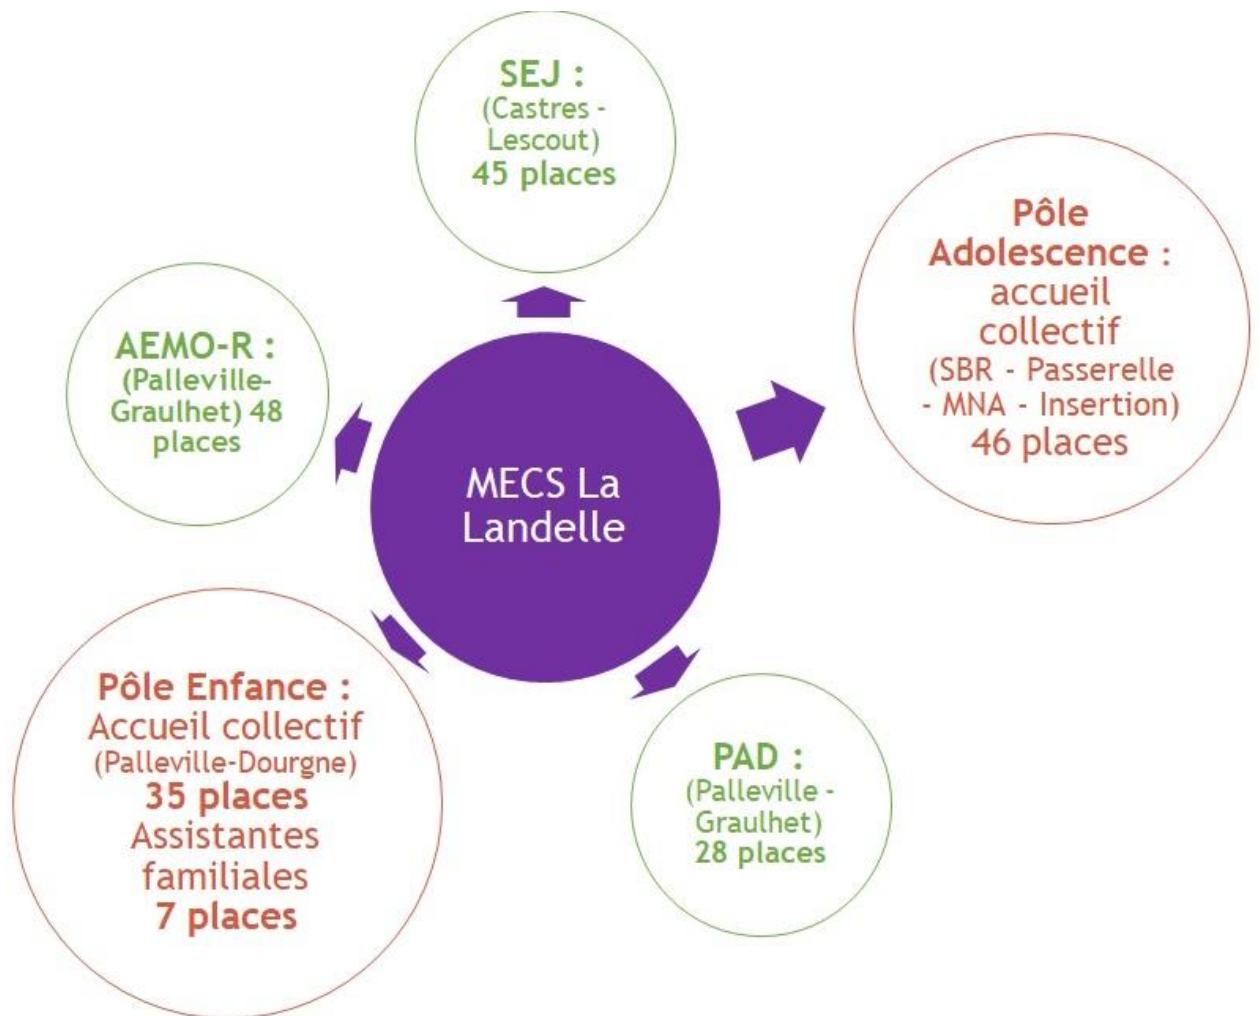 SEJ :
(Castres -
Lescout)
45 places
Pôle
Adolescence :
accueil
collectif
(SBR - Passerelle
- MNA - Insertion)
46 places
AEMO-R :
(Palleville-
Graulhet) 48
places
MECS La
Landelle
Pôle Enfance :
Accueil collectif
(Palleville-Dourgne)
35 places
Assistantes
familiales
7 places
PAD :
(Palleville -
Graulhet)
28 places